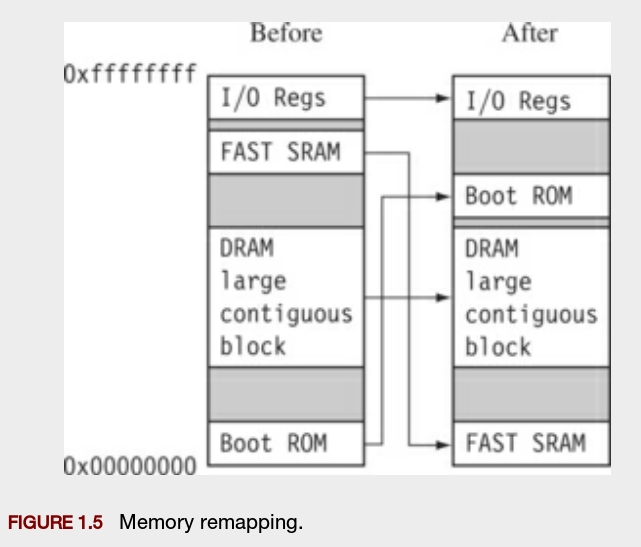 Before
After
0xffffffff
I/O Regs
I/O Regs
FAST SRAM
Boot ROM
DRAM
large
contiguous
block
DRAM
large
contiguous
block
Boot ROM
FAST SRAM
0x00000000
FIGURE 1.5 Memory remapping.